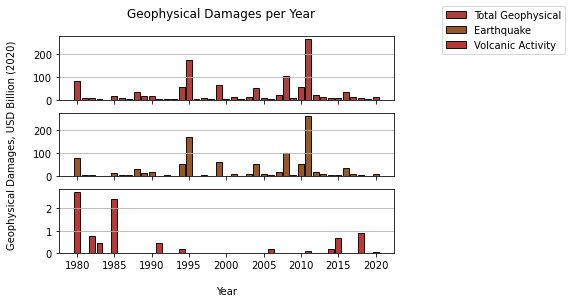 Geophysical Damages per Year
Total Geophysical
Earthquake
Volcanic Activity
Geophysical Damages, USD Billion (2020)
200
100
0
200
100
0
2
1
0
1980 1985 1990 1995 2000 2005 2010 2015 2020
Year